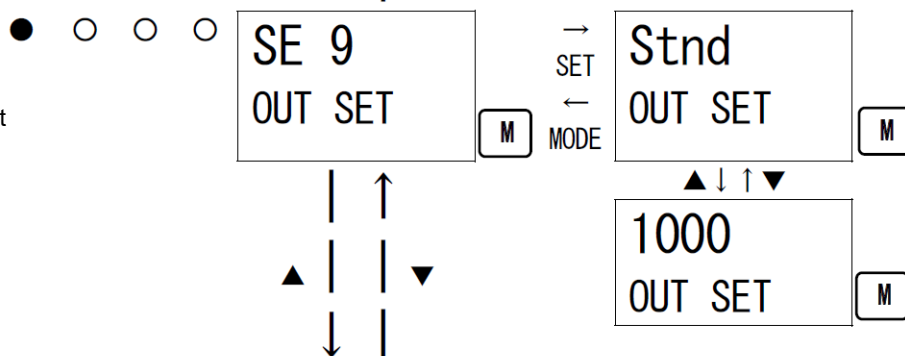 ● ○ ○ ○
SE 9
OUT SET
M
→
SET
←
MODE
Stnd
OUT SET
M
t
▲↓↑▼
1000
OUT SET
M
▲ ▼